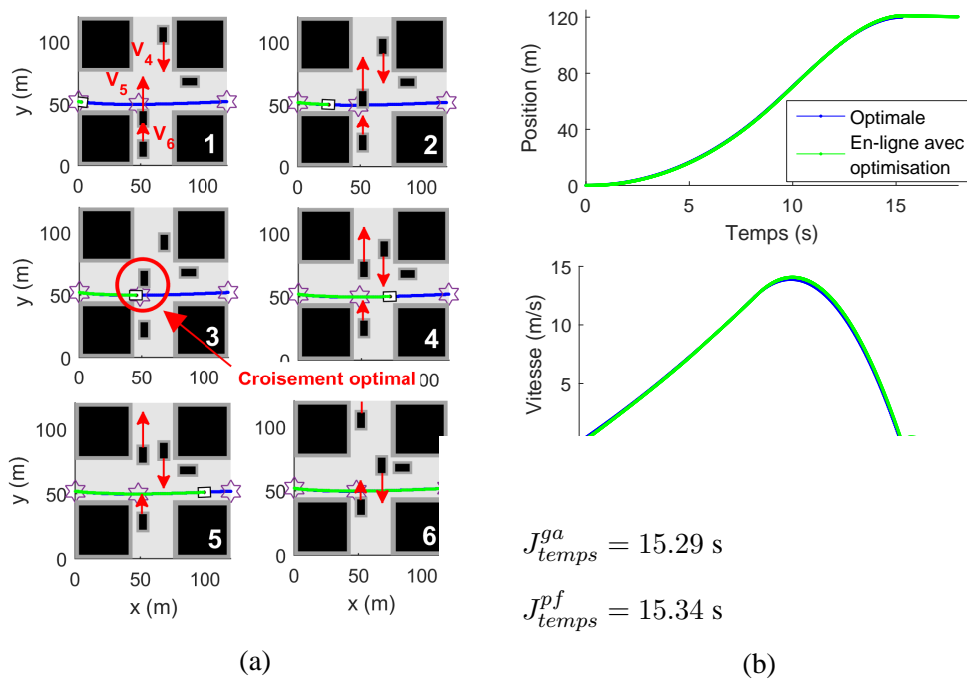 100
50
0
y (m)
V4
V5
V6
1
0 50 100
100
50
0
2
0 50 100
100
50
0
y (m)
3
100
50
0
4
00
Croisement optimal
100
50
0
y (m)
5
0 50 100
x (m)
100
50
0
6
0 50 100
x (m)
(a)
120
80
40
0
Position (m)
Optimale
En-ligne avec
optimisation
0 5 10 15
Temps (s)
15
10
5
Vitesse (m/s)
J^{ga}_{temps} = 15.29 s
J^{pf}_{temps} = 15.34 s
(b)